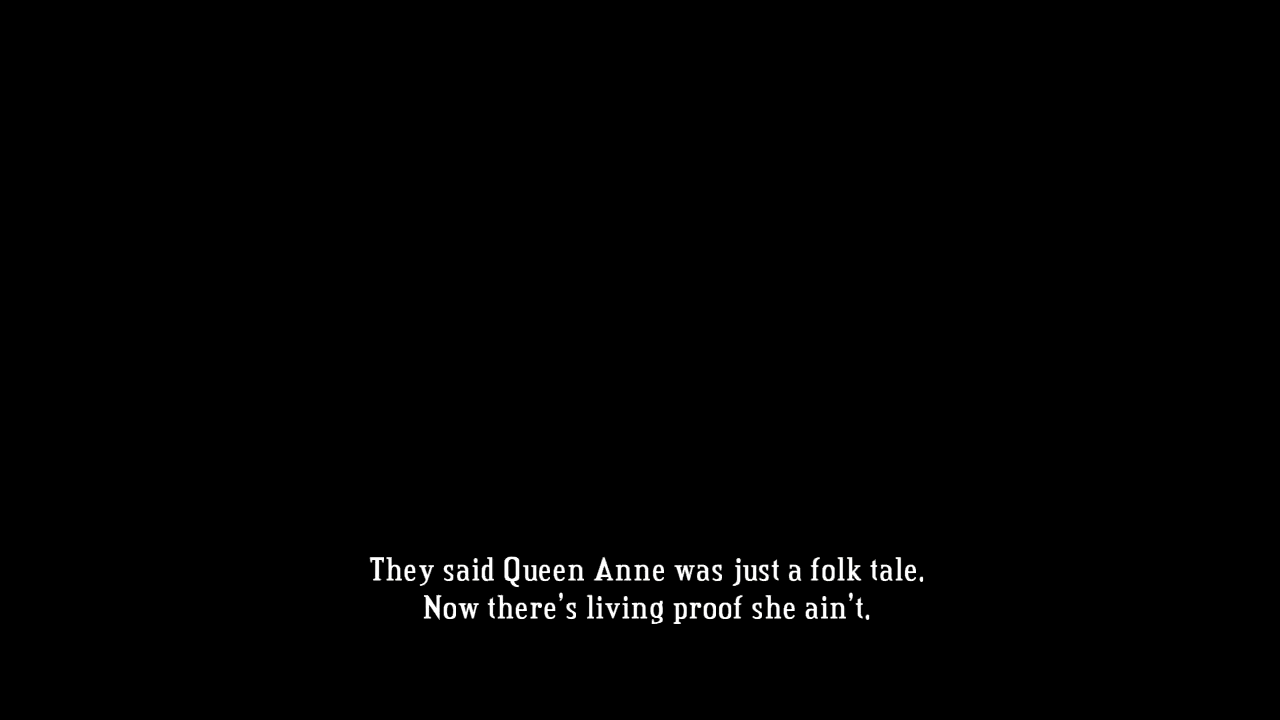 They said Queen Anne was just a folk tale.
Now there's living proof she ain't.